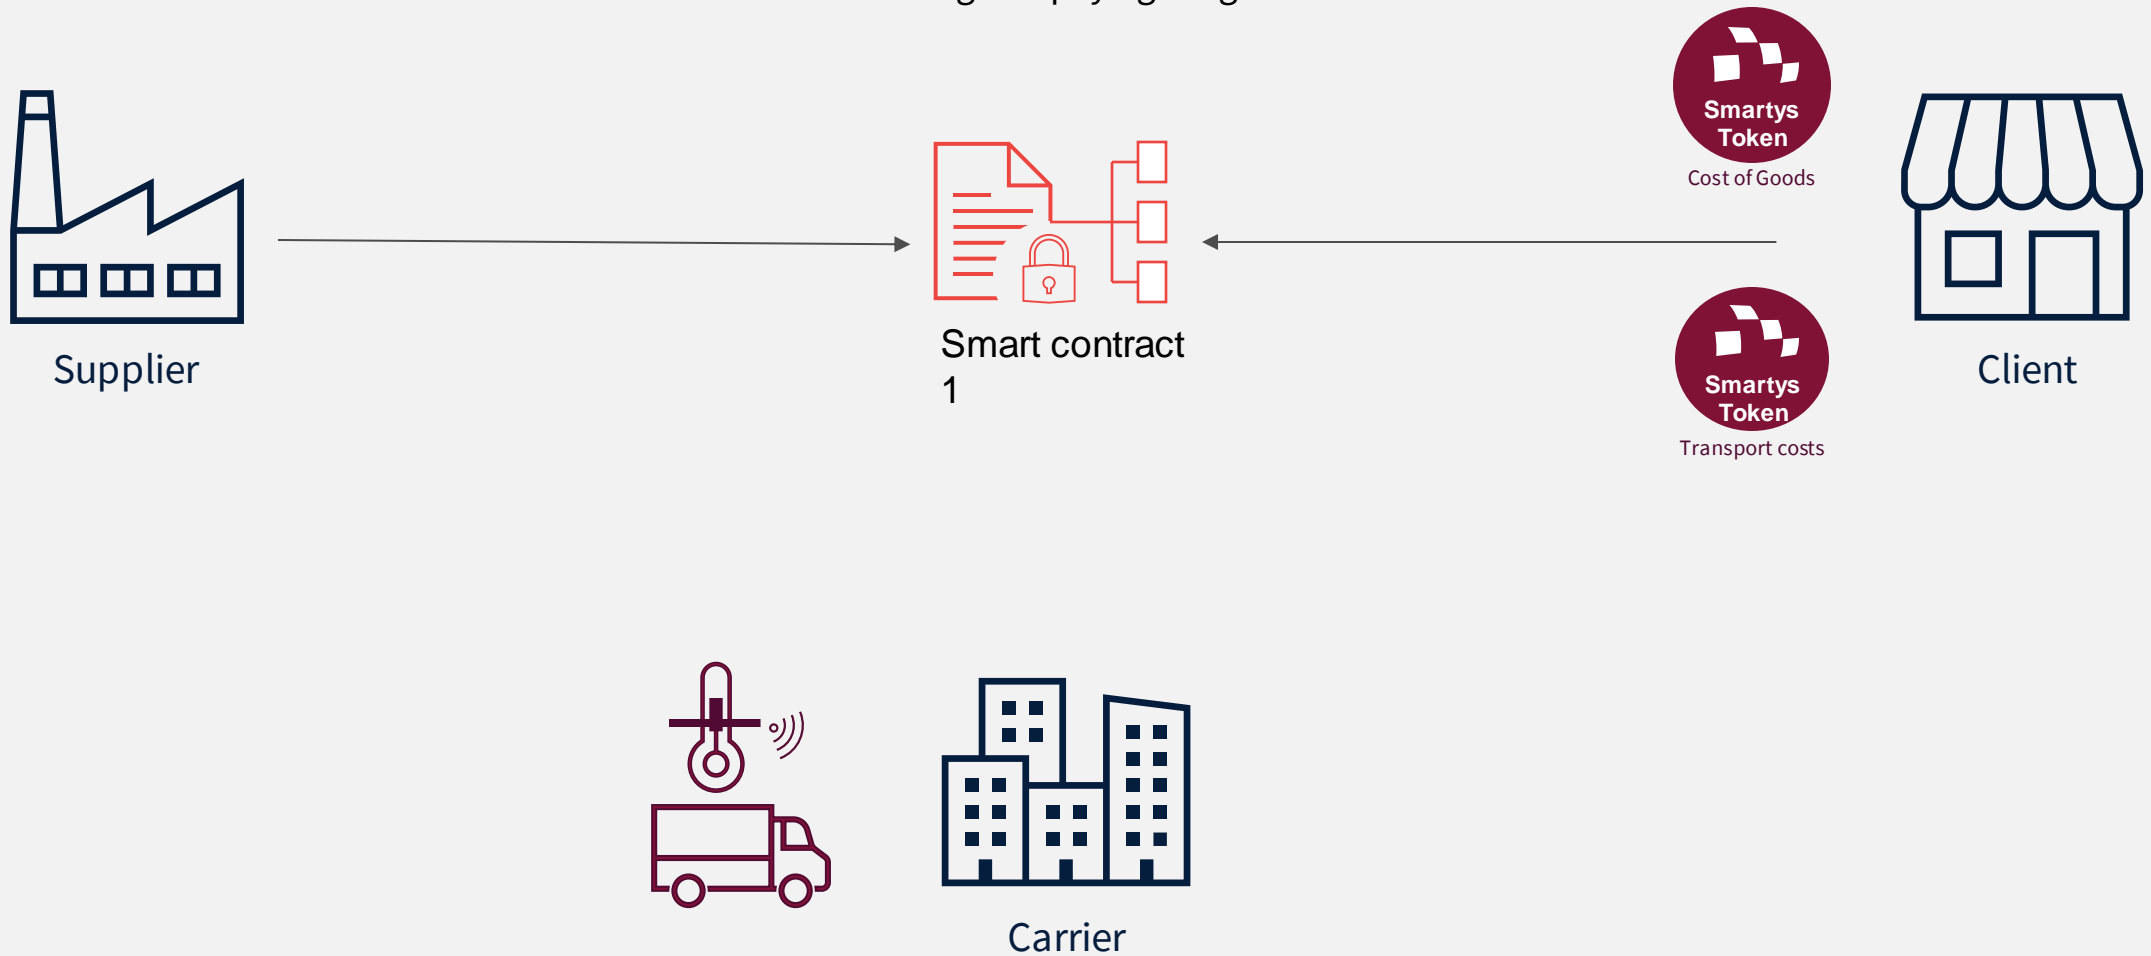 Smartys
Token
Cost of Goods
Smart contract
1
Supplier
Client
Smartys
Token
Transport costs
Carrier